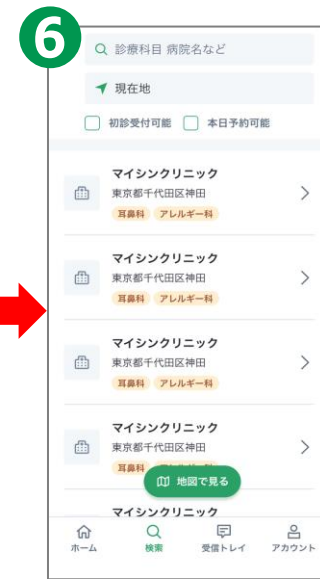 6
診療科目 病院名など
現在地
初診受付可能 本日予約可能
マイシンクリニック
東京都千代田区神田
耳鼻科 アレルギー科
マイシンクリニック
東京都千代田区神田
耳鼻科 アレルギー科
マイシンクリニック
東京都千代田区神田
耳鼻科 アレルギー科
マイシンクリニック
東京都千代田区神田
耳鼻科
地図で見る
マイシンクリニック
ホーム 検索 受信トレイ アカウント